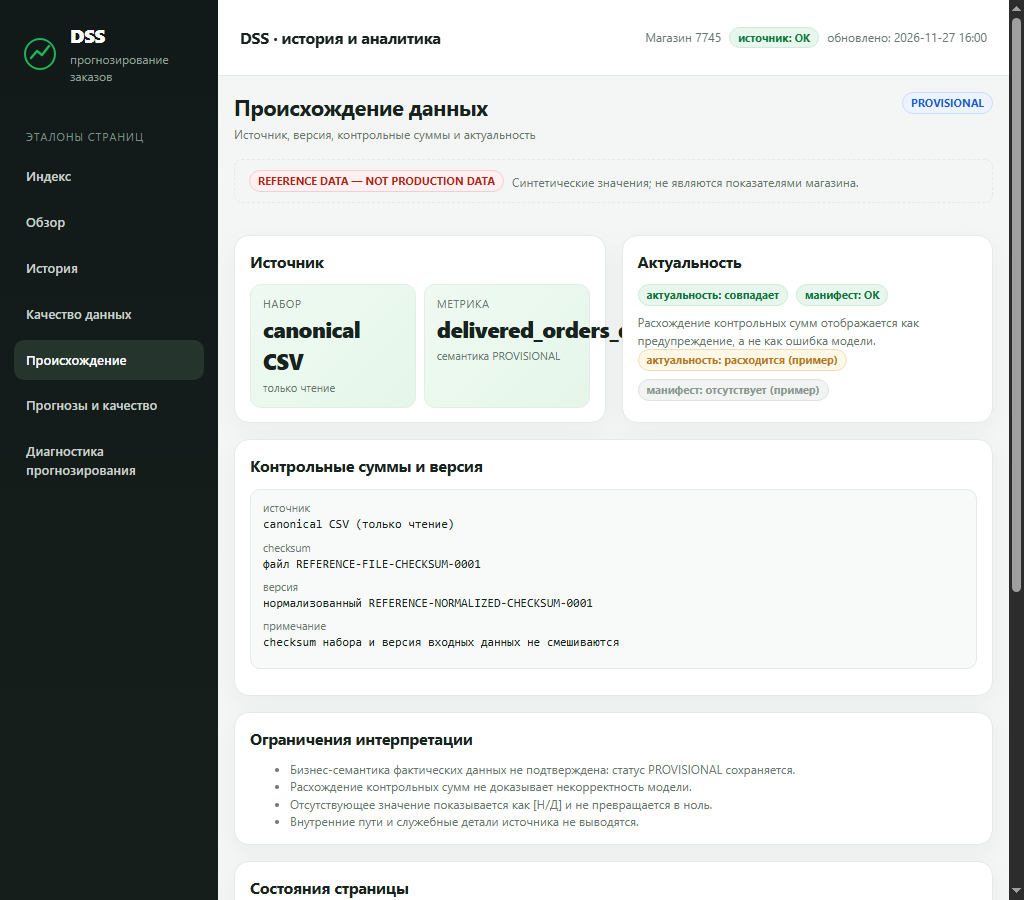 DSS
прогнозирование
заказов
ЭТАЛОНЫ СТРАНИЦ
Индекс
Обзор
История
Качество данных
Происхождение
Прогнозы и качество
Диагностика
прогнозирования
DSS · история и аналитика
Магазин 7745
источник: OK
обновлено: 2026-11-27 16:00
Происхождение данных
PROVISIONAL
Источник, версия, контрольные суммы и актуальность
REFERENCE DATA — NOT PRODUCTION DATA
Синтетические значения; не являются показателями магазина.
Источник
НАБОР
canonical
CSV
только чтение
МЕТРИКА
delivered_orders_
семантика PROVISIONAL
Актуальность
актуальность: совпадает
манифест: OK
Расхождение контрольных сумм отображается как
предупреждение, а не как ошибка модели.
актуальность: расходится (пример)
манифест: отсутствует (пример)
Контрольные суммы и версия
источник
canonical CSV (только чтение)
checksum
файл REFERENCE-FILE-CHECKSUM-0001
версия
нормализованный REFERENCE-NORMALIZED-CHECKSUM-0001
примечание
checksum набора и версия входных данных не смешиваются
Ограничения интерпретации
• Бизнес-семантика фактических данных не подтверждена: статус PROVISIONAL сохраняется.
• Расхождение контрольных сумм не доказывает некорректность модели.
• Отсутствующее значение показывается как [Н/Д] и не превращается в ноль.
• Внутренние пути и служебные детали источника не выводятся.
Состояния страницы